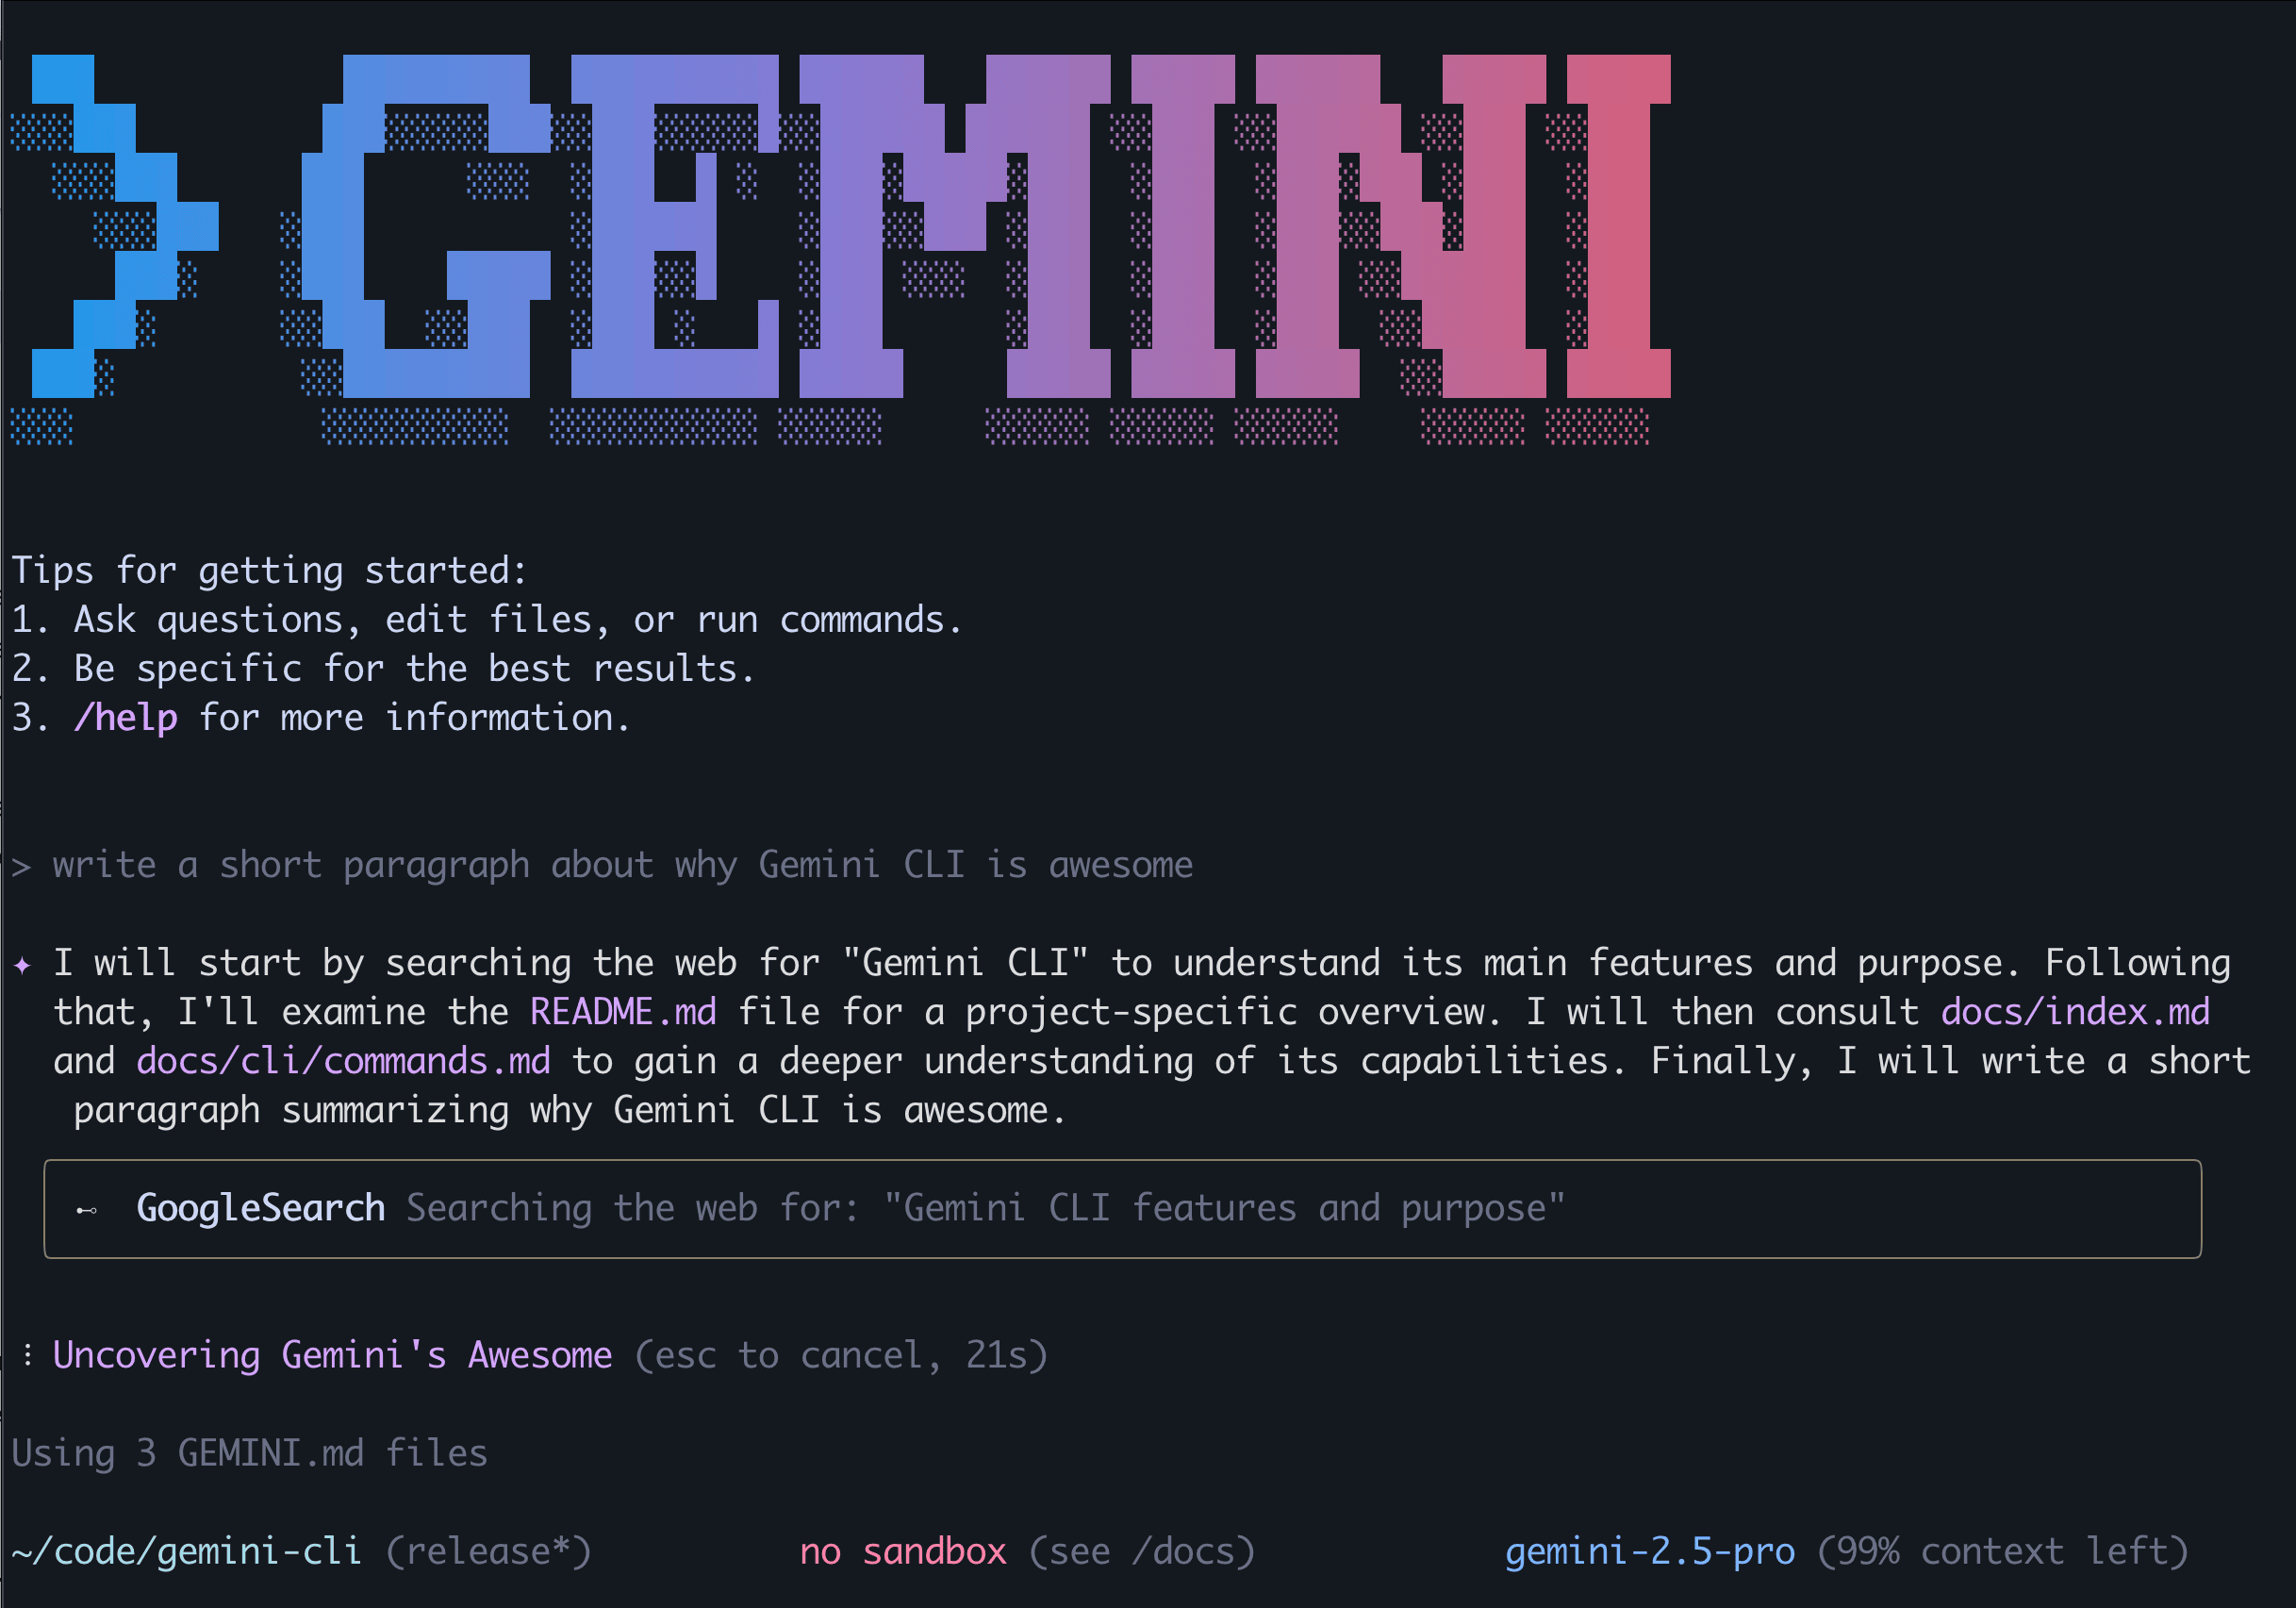 > GEMINI
Tips for getting started:
1. Ask questions, edit files, or run commands.
2. Be specific for the best results.
3. /help for more information.
> write a short paragraph about why Gemini CLI is awesome
✦ I will start by searching the web for "Gemini CLI" to understand its main features and purpose. Following
that, I'll examine the README.md file for a project-specific overview. I will then consult docs/index.md
and docs/cli/commands.md to gain a deeper understanding of its capabilities. Finally, I will write a short
paragraph summarizing why Gemini CLI is awesome.
⊷ GoogleSearch Searching the web for: "Gemini CLI features and purpose"
⠸ Uncovering Gemini's Awesome (esc to cancel, 21s)
Using 3 GEMINI.md files
~/code/gemini-cli (release*) no sandbox (see /docs) gemini-2.5-pro (99% context left)